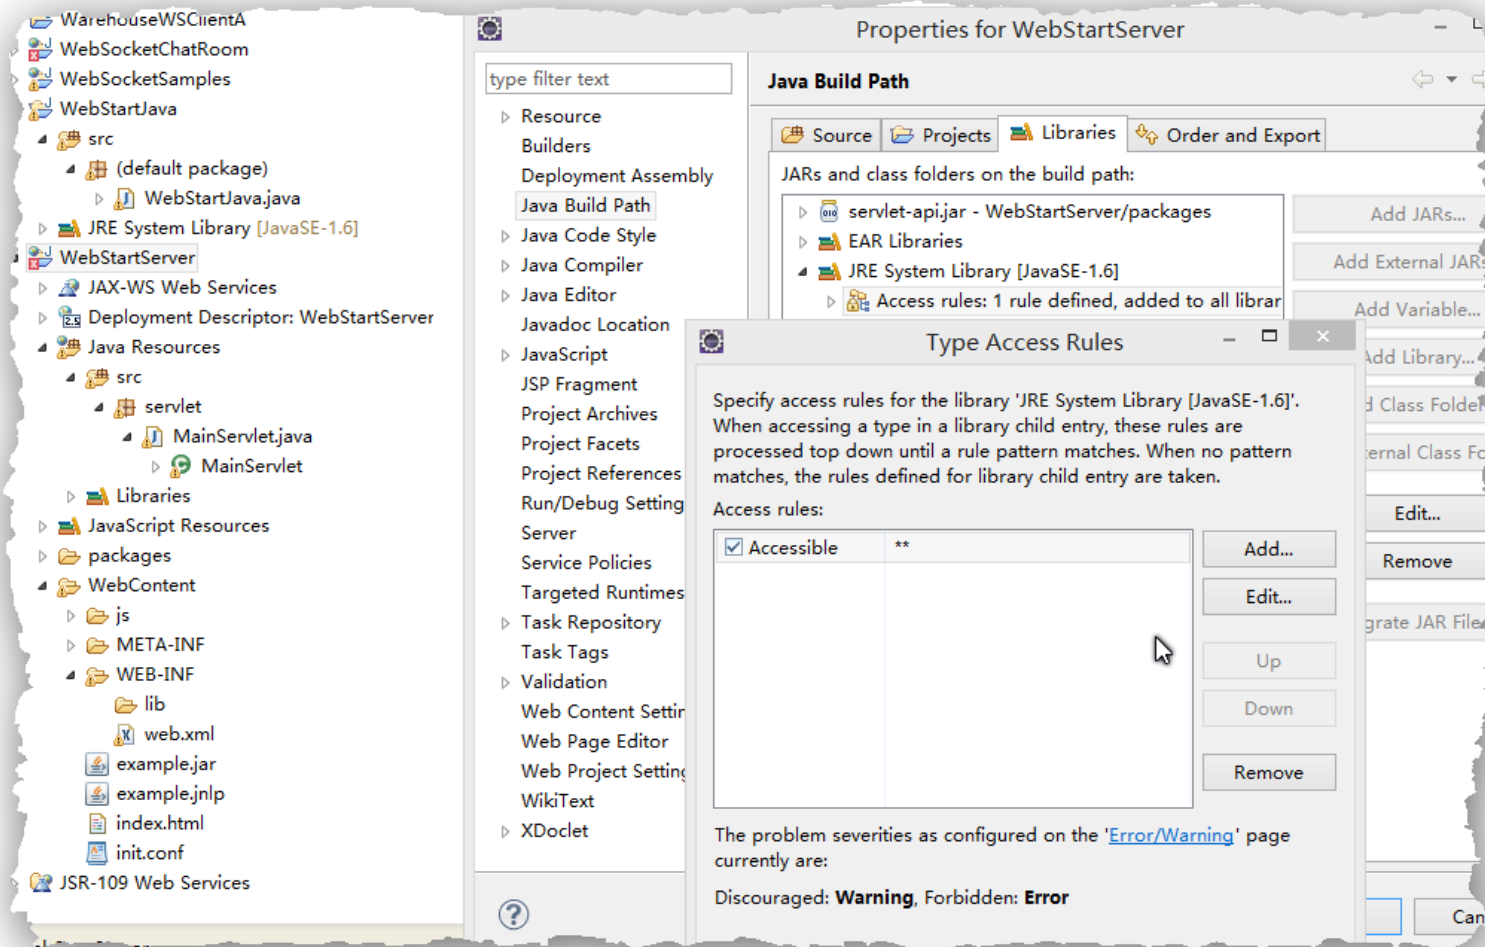 WarehouseWSClientA
WebSocketChatRoom
WebSocketSamples
WebStartJava
src
(default package)
WebStartJava.java
JRE System Library [JavaSE-1.6]
WebStartServer
JAX-WS Web Services
Deployment Descriptor: WebStartServer
Java Resources
src
servlet
MainServlet.java
MainServlet
Libraries
JavaScript Resources
packages
WebContent
js
META-INF
WEB-INF
lib
web.xml
example.jar
example.jnlp
index.html
init.conf
JSR-109 Web Services
Properties for WebStartServer
type filter text
Resource
Builders
Deployment Assembly
Java Build Path
Java Code Style
Java Compiler
Java Editor
Javadoc Location
JavaScript
JSP Fragment
Project Archives
Project Facets
Project References
Run/Debug Setting
Server
Service Policies
Targeted Runtimes
Task Repository
Task Tags
Validation
Web Content Settin
Web Page Editor
Web Project Setting
WikiText
XDoclet
Java Build Path
Source Projects Libraries Order and Export
JARs and class folders on the build path:
servlet-api.jar - WebStartServer/packages
EAR Libraries
JRE System Library [JavaSE-1.6]
Access rules: 1 rule defined, added to all librar
Add JARs...
Add External JARs
Add Variable...
Add Library...
d Class Folder
ternal Class Fo
Edit...
Remove
grate JAR File
Can
Type Access Rules
Specify access rules for the library 'JRE System Library [JavaSE-1.6]'.
When accessing a type in a library child entry, these rules are
processed top down until a rule pattern matches. When no pattern
matches, the rules defined for library child entry are taken.
Access rules:
Accessible **
Add...
Edit...
Up
Down
Remove
The problem severities as configured on the 'Error/Warning' page
currently are:
Discouraged: Warning, Forbidden: Error